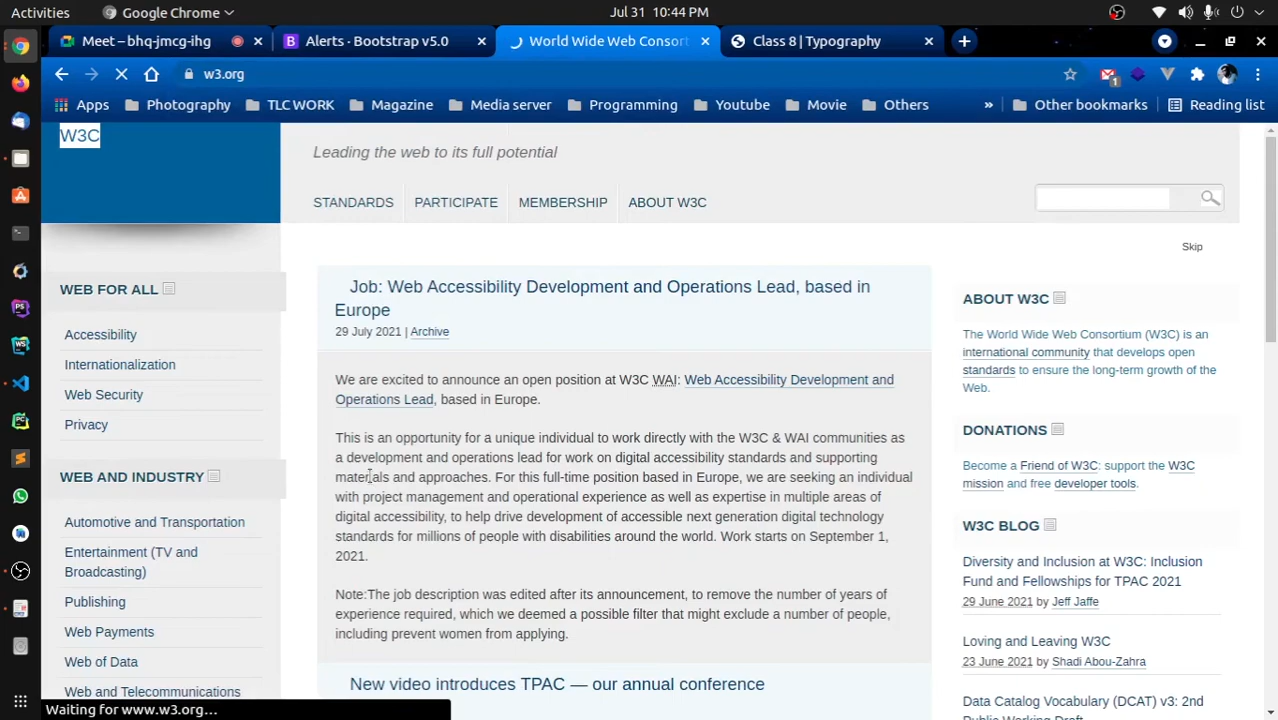 Activities
Google Chrome
Jul 31 10:44 PM
Meet – bhq-jmcg-ihg
Alerts · Bootstrap v5.0
World Wide Web Consort
Class 8 | Typography
w3.org
Apps
Photography
TLC WORK
Magazine
Media server
Programming
Youtube
Movie
Others
»
Other bookmarks
Reading list
W3C
Leading the web to its full potential
STANDARDS
PARTICIPATE
MEMBERSHIP
ABOUT W3C
Skip
WEB FOR ALL
Accessibility
Internationalization
Web Security
Privacy
WEB AND INDUSTRY
Automotive and Transportation
Entertainment (TV and
Broadcasting)
Publishing
Web Payments
Web of Data
Web and Telecommunications
Job: Web Accessibility Development and Operations Lead, based in
Europe
29 July 2021 | Archive
We are excited to announce an open position at W3C WAI: Web Accessibility Development and
Operations Lead, based in Europe.
This is an opportunity for a unique individual to work directly with the W3C & WAI communities as
a development and operations lead for work on digital accessibility standards and supporting
materials and approaches. For this full-time position based in Europe, we are seeking an individual
with project management and operational experience as well as expertise in multiple areas of
digital accessibility, to help drive development of accessible next generation digital technology
standards for millions of people with disabilities around the world. Work starts on September 1,
2021.
Note:The job description was edited after its announcement, to remove the number of years of
experience required, which we deemed a possible filter that might exclude a number of people,
including prevent women from applying.
New video introduces TPAC — our annual conference
ABOUT W3C
The World Wide Web Consortium (W3C) is an
international community that develops open
standards to ensure the long-term growth of the
Web.
DONATIONS
Become a Friend of W3C: support the W3C
mission and free developer tools.
W3C BLOG
Diversity and Inclusion at W3C: Inclusion
Fund and Fellowships for TPAC 2021
29 June 2021 by Jeff Jaffe
Loving and Leaving W3C
23 June 2021 by Shadi Abou-Zahra
Data Catalog Vocabulary (DCAT) v3: 2nd
Public Working Draft
Waiting for www.w3.org...